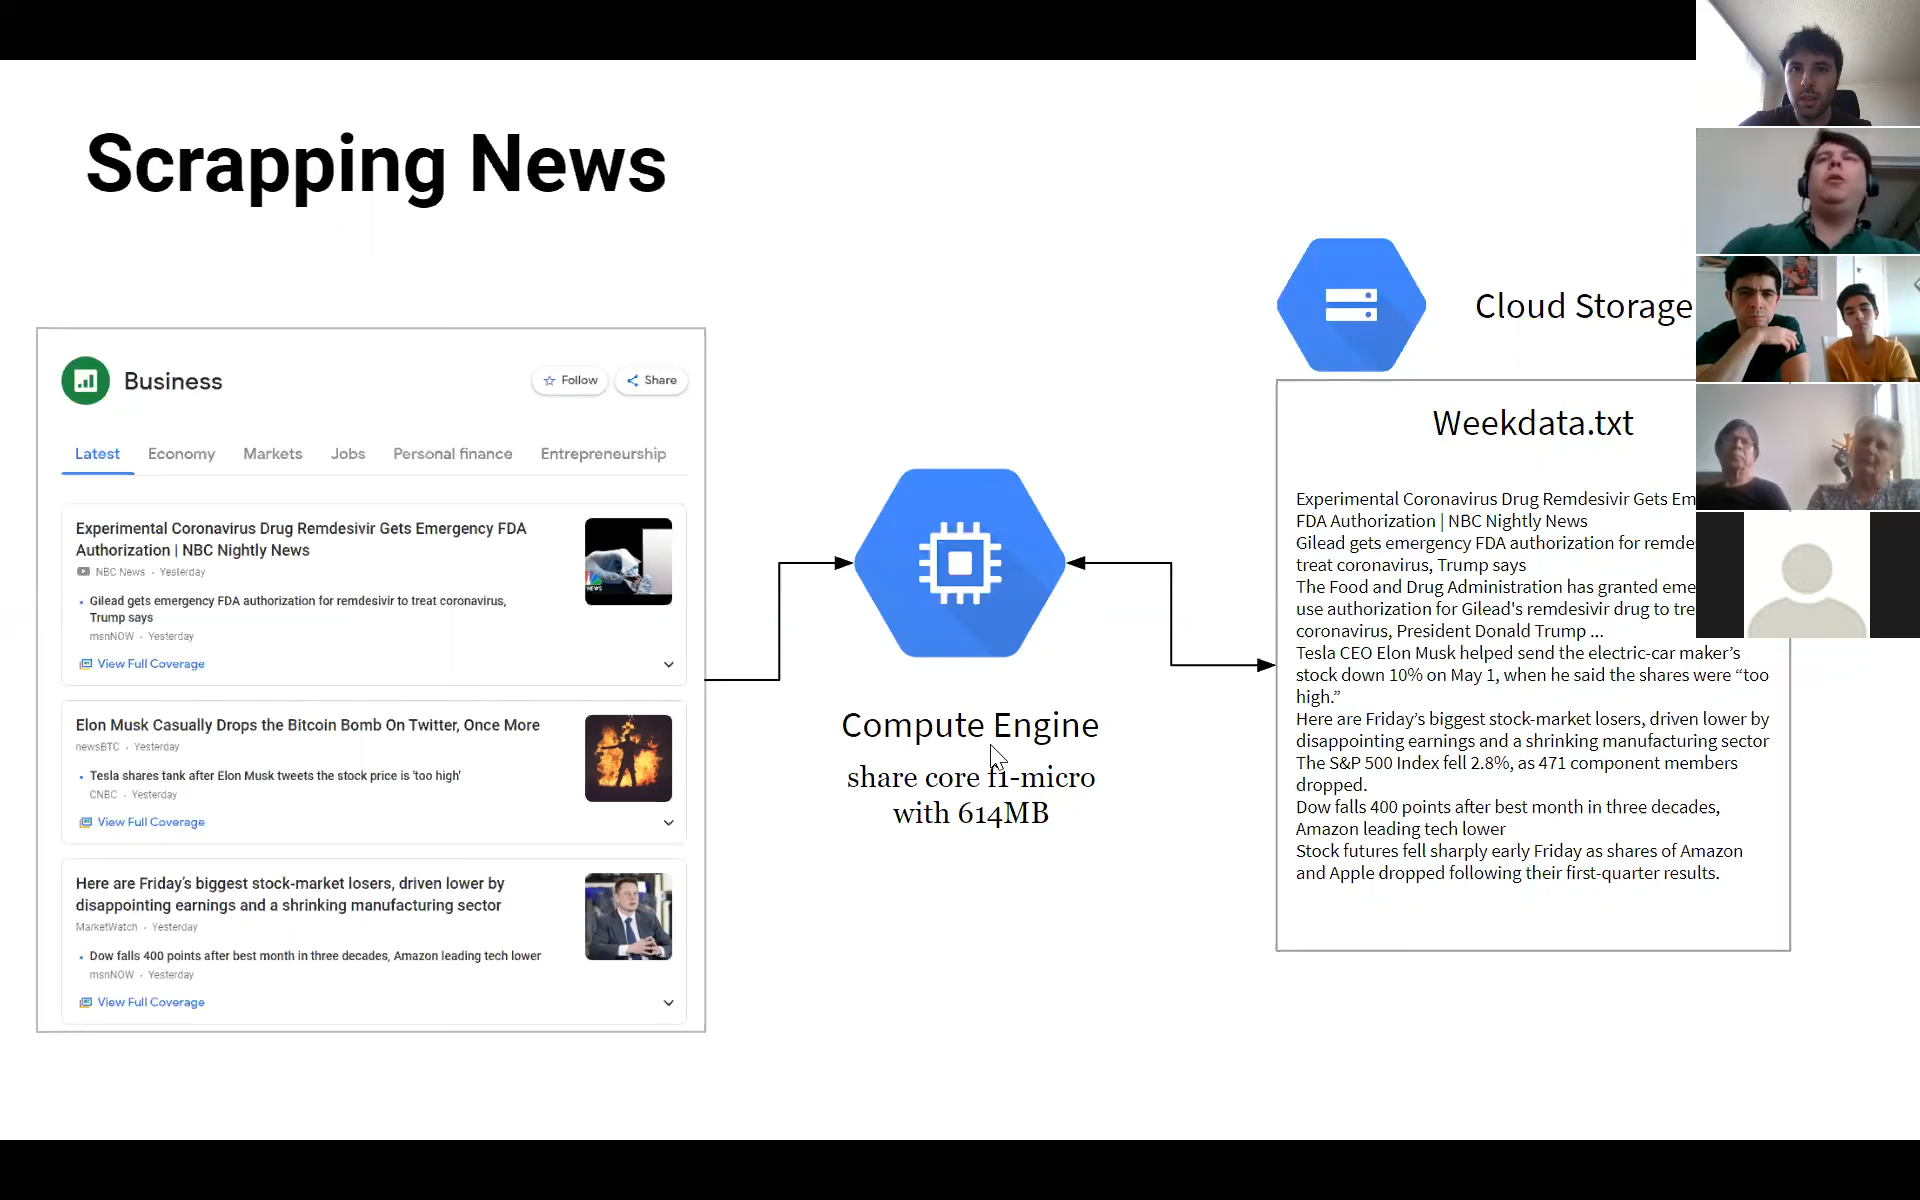 Scrapping News
Business
Follow
Share
Latest
Economy
Markets
Jobs
Personal finance
Entrepreneurship
Experimental Coronavirus Drug Remdesivir Gets Emergency FDA
Authorization | NBC Nightly News
NBC News · Yesterday
Gilead gets emergency FDA authorization for remdesivir to treat coronavirus,
Trump says
msnNOW · Yesterday
View Full Coverage
Elon Musk Casually Drops the Bitcoin Bomb On Twitter, Once More
newsBTC · Yesterday
Tesla shares tank after Elon Musk tweets the stock price is 'too high'
CNBC · Yesterday
View Full Coverage
Here are Friday's biggest stock-market losers, driven lower by
disappointing earnings and a shrinking manufacturing sector
MarketWatch · Yesterday
Dow falls 400 points after best month in three decades, Amazon leading tech lower
msnNOW · Yesterday
View Full Coverage
NEWS
Compute Engine
share core f1-micro
with 614MB
Cloud Storage
Weekdata.txt
Experimental Coronavirus Drug Remdesivir Gets Em
FDA Authorization | NBC Nightly News
Gilead gets emergency FDA authorization for remde
treat coronavirus, Trump says
The Food and Drug Administration has granted eme
use authorization for Gilead's remdesivir drug to tre
coronavirus, President Donald Trump ...
Tesla CEO Elon Musk helped send the electric-car maker’s
stock down 10% on May 1, when he said the shares were “too
high.”
Here are Friday’s biggest stock-market losers, driven lower by
disappointing earnings and a shrinking manufacturing sector
The S&P 500 Index fell 2.8%, as 471 component members
dropped.
Dow falls 400 points after best month in three decades,
Amazon leading tech lower
Stock futures fell sharply early Friday as shares of Amazon
and Apple dropped following their first-quarter results.